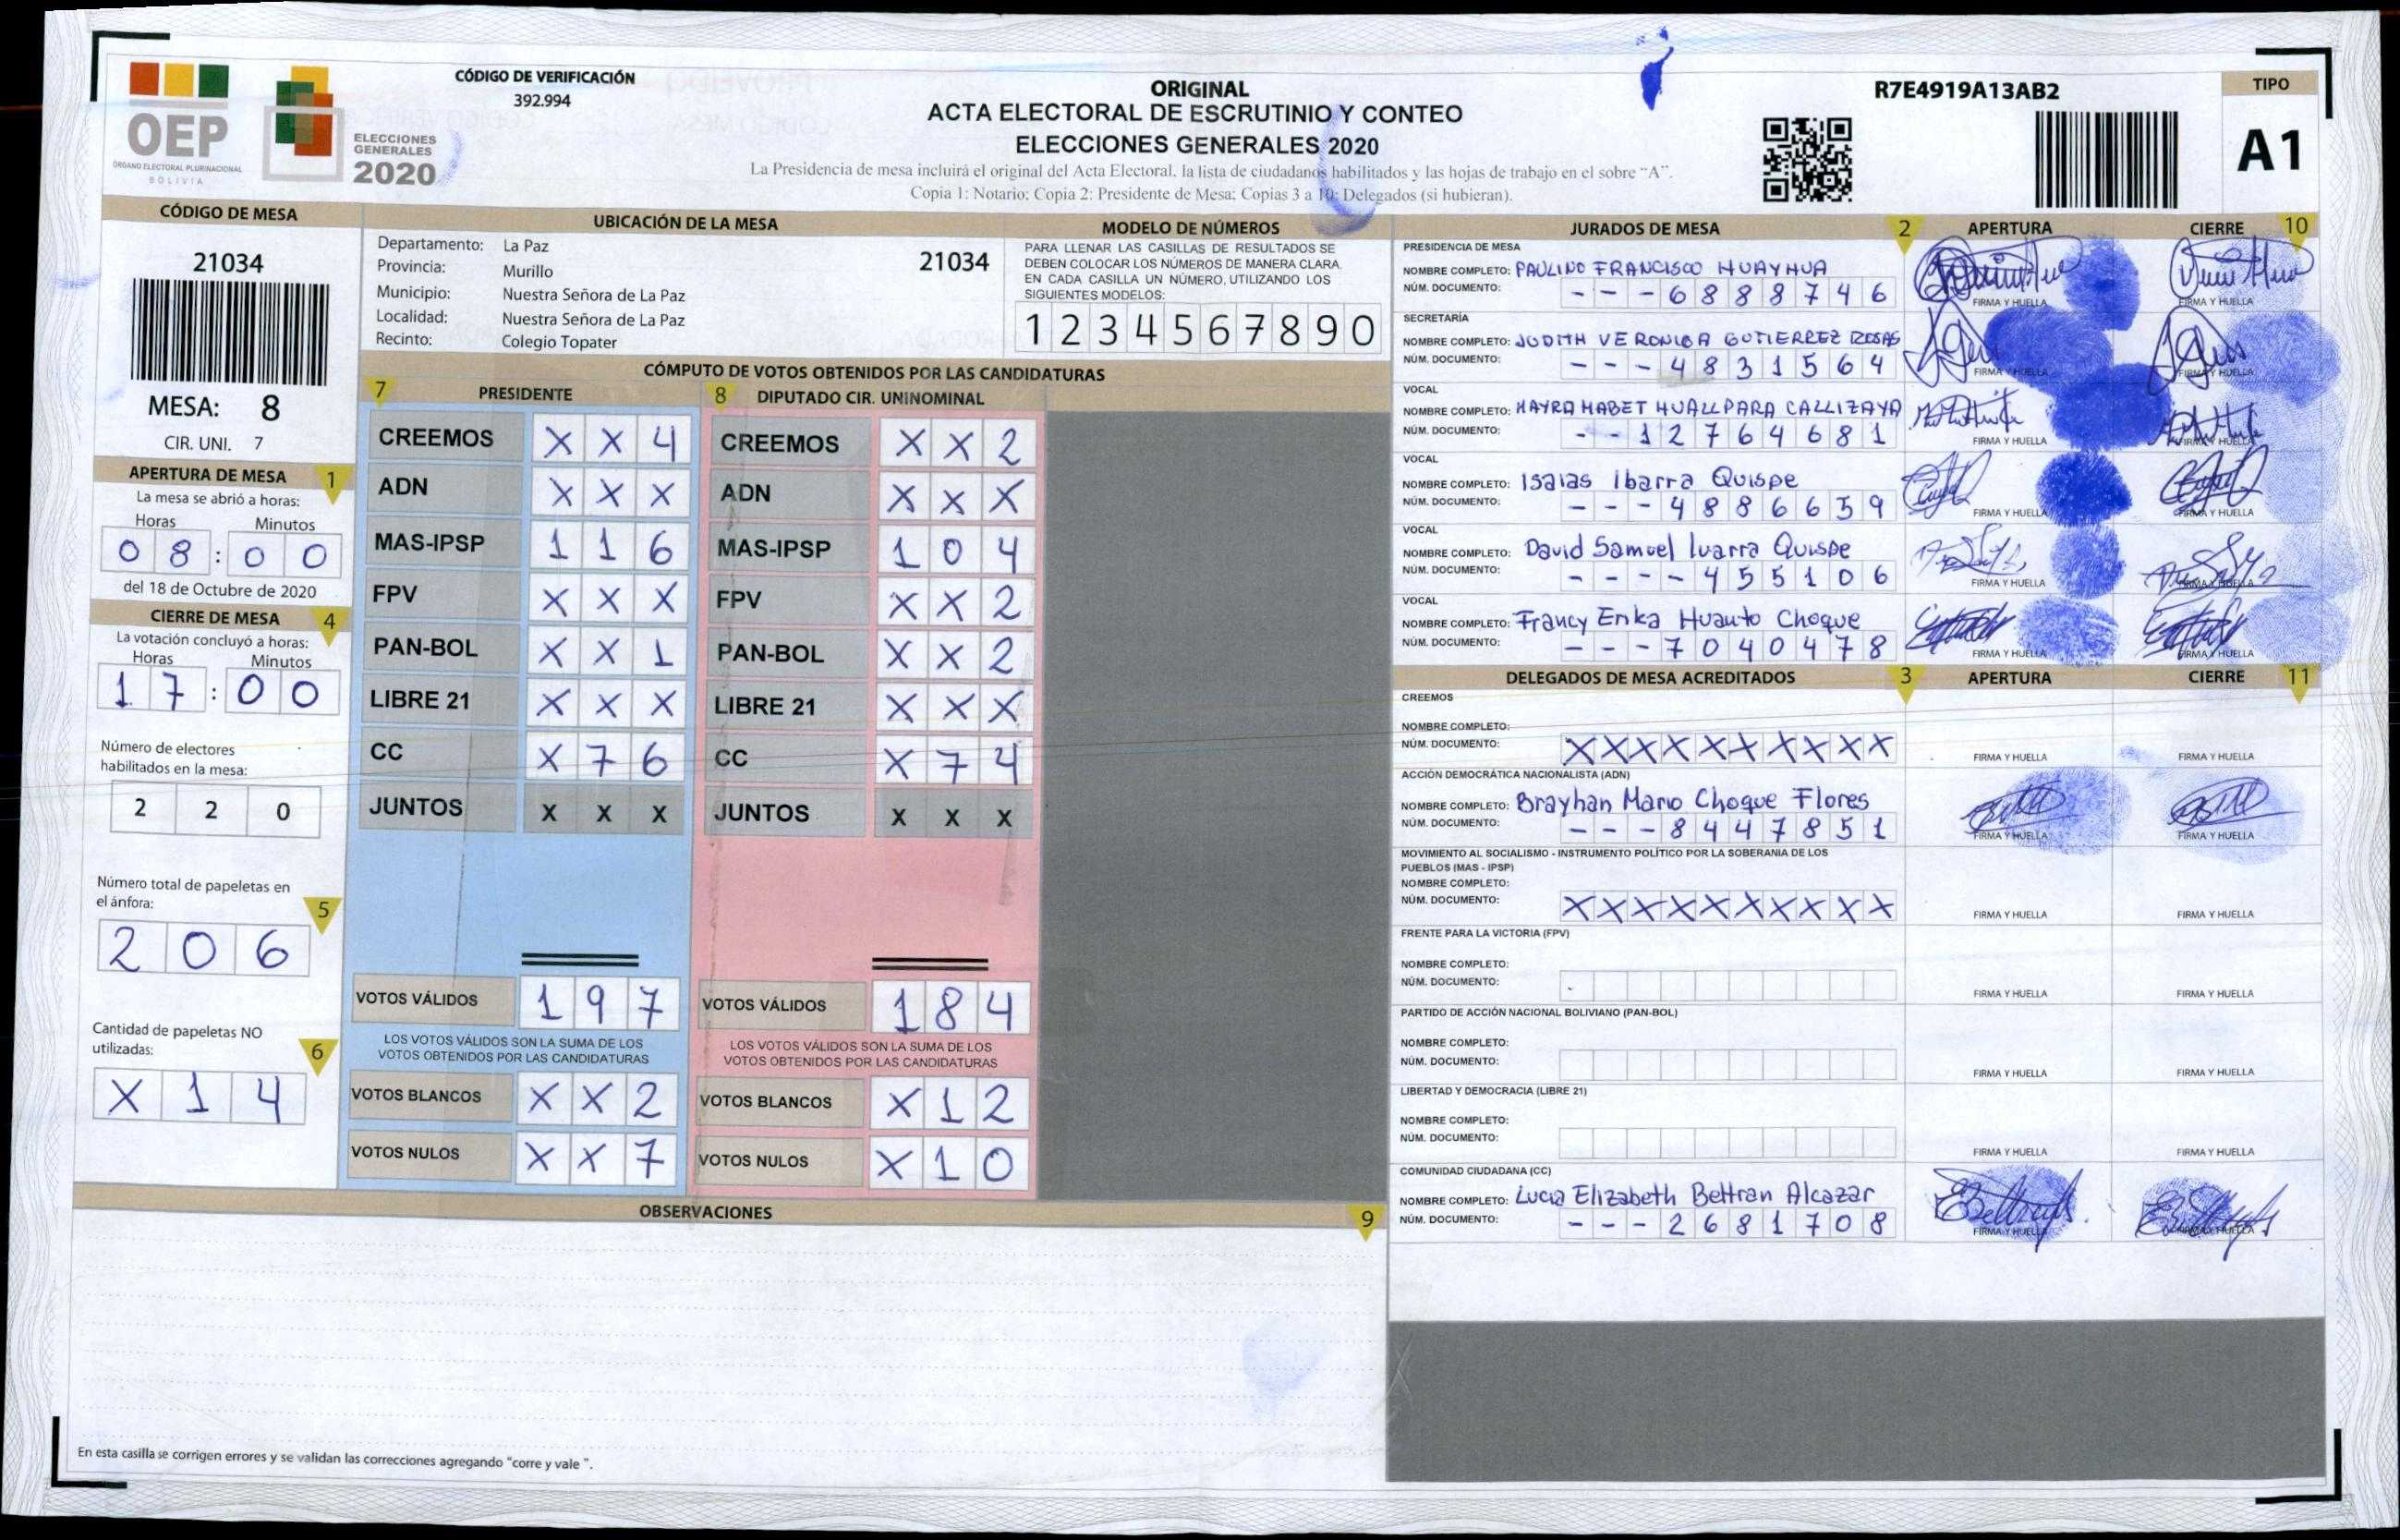 CÓDIGO DE VERIFICACIÓN
392.994
ORIGINAL
ACTA ELECTORAL DE ESCRUTINIO Y CONTEO
ELECCIONES GENERALES 2020
La Presidencia de mesa incluirá el original del Acta Electoral, la lista de ciudadanos habilitados y las hojas de trabajo en el sobre "A".
Copia 1: Notario; Copia 2: Presidente de Mesa; Copias 3 a 10: Delegados (si hubieran).
R7E4919A13AB2
TIPO
A1
OEP
ÓRGANO ELECTORAL PLURINACIONAL
BOLIVIA
ELECCIONES
GENERALES
2020
CÓDIGO DE MESA
21034
MESA: 8
CIR. UNI. 7
APERTURA DE MESA 1
La mesa se abrió a horas:
Horas Minutos
0 8 : 0 0
del 18 de Octubre de 2020
CIERRE DE MESA 4
La votación concluyó a horas:
Horas Minutos
1 7 : 0 0
Número de electores
habilitados en la mesa:
2 2 0
Número total de papeletas en
el ánfora: 5
2 0 6
Cantidad de papeletas NO
utilizadas: 6
X 1 4
UBICACIÓN DE LA MESA
Departamento: La Paz 21034
Provincia: Murillo
Municipio: Nuestra Señora de La Paz
Localidad: Nuestra Señora de La Paz
Recinto: Colegio Topater
MODELO DE NÚMEROS
PARA LLENAR LAS CASILLAS DE RESULTADOS SE
DEBEN COLOCAR LOS NÚMEROS DE MANERA CLARA.
EN CADA CASILLA UN NÚMERO, UTILIZANDO LOS
SIGUIENTES MODELOS:
1 2 3 4 5 6 7 8 9 0
CÓMPUTO DE VOTOS OBTENIDOS POR LAS CANDIDATURAS
7 PRESIDENTE
CREEMOS X X 4
ADN X X X
MAS-IPSP 1 1 6
FPV X X X
PAN-BOL X X 1
LIBRE 21 X X X
CC X 7 6
JUNTOS X X X
VOTOS VÁLIDOS 1 9 7
LOS VOTOS VÁLIDOS SON LA SUMA DE LOS
VOTOS OBTENIDOS POR LAS CANDIDATURAS
VOTOS BLANCOS X X 2
VOTOS NULOS X X 7
8 DIPUTADO CIR. UNINOMINAL
CREEMOS X X 2
ADN X X X
MAS-IPSP 1 0 4
FPV X X 2
PAN-BOL X X 2
LIBRE 21 X X X
CC X 7 4
JUNTOS X X X
VOTOS VÁLIDOS 1 8 4
LOS VOTOS VÁLIDOS SON LA SUMA DE LOS
VOTOS OBTENIDOS POR LAS CANDIDATURAS
VOTOS BLANCOS X 1 2
VOTOS NULOS X 1 0
OBSERVACIONES 9
En esta casilla se corrigen errores y se validan las correcciones agregando "corre y vale ".
JURADOS DE MESA 2 APERTURA CIERRE 10
PRESIDENCIA DE MESA
NOMBRE COMPLETO: PAULINO FRANCISCO HUAYHUA
NÚM. DOCUMENTO: - - - 6 8 8 8 7 4 6
FIRMA Y HUELLA FIRMA Y HUELLA
SECRETARÍA
NOMBRE COMPLETO: JUDITH VERONICA GUTIERREZ ROSAS
NÚM. DOCUMENTO: - - - 4 8 3 1 5 6 4
FIRMA Y HUELLA FIRMA Y HUELLA
VOCAL
NOMBRE COMPLETO: MAYRA MABET HUALLPARA CALLIZAYA
NÚM. DOCUMENTO: - - 1 2 7 6 4 6 8 1
FIRMA Y HUELLA FIRMA Y HUELLA
VOCAL
NOMBRE COMPLETO: Isaias Ibarra Quispe
NÚM. DOCUMENTO: - - - 4 8 8 6 6 5 9
FIRMA Y HUELLA FIRMA Y HUELLA
VOCAL
NOMBRE COMPLETO: David Samuel Ivarra Quispe
NÚM. DOCUMENTO: - - - - 4 5 5 1 0 6
FIRMA Y HUELLA FIRMA Y HUELLA
VOCAL
NOMBRE COMPLETO: Francy Erika Huanto Choque
NÚM. DOCUMENTO: - - - 7 0 4 0 4 7 8
FIRMA Y HUELLA FIRMA Y HUELLA
DELEGADOS DE MESA ACREDITADOS 3 APERTURA CIERRE 11
CREEMOS
NOMBRE COMPLETO:
NÚM. DOCUMENTO: X X X X X X X X X X
FIRMA Y HUELLA FIRMA Y HUELLA
ACCIÓN DEMOCRÁTICA NACIONALISTA (ADN)
NOMBRE COMPLETO: Brayhan Mario Choque Flores
NÚM. DOCUMENTO: - - - 8 4 4 7 8 5 1
FIRMA Y HUELLA FIRMA Y HUELLA
MOVIMIENTO AL SOCIALISMO - INSTRUMENTO POLÍTICO POR LA SOBERANIA DE LOS
PUEBLOS (MAS - IPSP)
NOMBRE COMPLETO:
NÚM. DOCUMENTO: X X X X X X X X X X
FIRMA Y HUELLA FIRMA Y HUELLA
FRENTE PARA LA VICTORIA (FPV)
NOMBRE COMPLETO:
NÚM. DOCUMENTO:
FIRMA Y HUELLA FIRMA Y HUELLA
PARTIDO DE ACCIÓN NACIONAL BOLIVIANO (PAN-BOL)
NOMBRE COMPLETO:
NÚM. DOCUMENTO:
FIRMA Y HUELLA FIRMA Y HUELLA
LIBERTAD Y DEMOCRACIA (LIBRE 21)
NOMBRE COMPLETO:
NÚM. DOCUMENTO:
FIRMA Y HUELLA FIRMA Y HUELLA
COMUNIDAD CIUDADANA (CC)
NOMBRE COMPLETO: Lucia Elizabeth Beltran Alcazar
NÚM. DOCUMENTO: - - - 2 6 8 1 7 0 8
FIRMA Y HUELLA FIRMA Y HUELLA